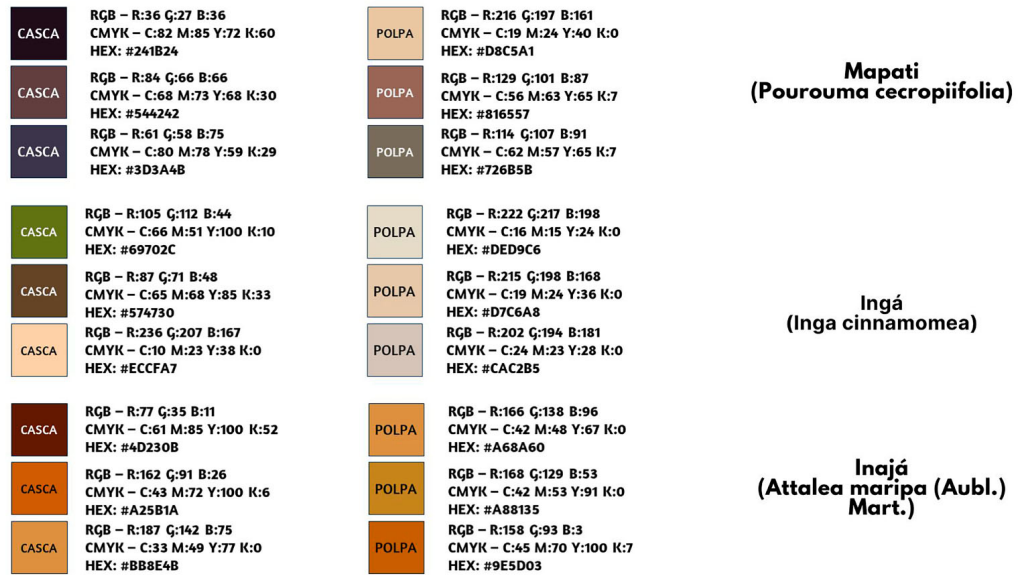 CASCA
RGB – R:36 G:27 B:36
CMYK – C:82 M:85 Y:72 K:60
HEX: #241B24
CASCA
RGB – R:84 G:66 B:66
CMYK – C:68 M:73 Y:68 K:30
HEX: #544242
CASCA
RGB – R:61 G:58 B:75
CMYK – C:80 M:78 Y:59 K:29
HEX: #3D3A4B
POLPA
RGB – R:216 G:197 B:161
CMYK – C:19 M:24 Y:40 K:0
HEX: #D8C5A1
POLPA
RGB – R:129 G:101 B:87
CMYK – C:56 M:63 Y:65 K:7
HEX: #816557
POLPA
RGB – R:114 G:107 B:91
CMYK – C:62 M:57 Y:65 K:7
HEX: #726B5B
Mapati
(Pourouma cecropiifolia)
CASCA
RGB – R:105 G:112 B:44
CMYK – C:66 M:51 Y:100 K:10
HEX: #69702C
CASCA
RGB – R:87 G:71 B:48
CMYK – C:65 M:68 Y:85 K:33
HEX: #574730
CASCA
RGB – R:236 G:207 B:167
CMYK – C:10 M:23 Y:38 K:0
HEX: #ECCFA7
POLPA
RGB – R:222 G:217 B:198
CMYK – C:16 M:15 Y:24 K:0
HEX: #DED9C6
POLPA
RGB – R:215 G:198 B:168
CMYK – C:19 M:24 Y:36 K:0
HEX: #D7C6A8
POLPA
RGB – R:202 G:194 B:181
CMYK – C:24 M:23 Y:28 K:0
HEX: #CAC2B5
Ingá
(Inga cinnamomea)
CASCA
RGB – R:77 G:35 B:11
CMYK – C:61 M:85 Y:100 K:52
HEX: #4D230B
CASCA
RGB – R:162 G:91 B:26
CMYK – C:43 M:72 Y:100 K:6
HEX: #A25B1A
CASCA
RGB – R:187 G:142 B:75
CMYK – C:33 M:49 Y:77 K:0
HEX: #BB8E4B
POLPA
RGB – R:166 G:138 B:96
CMYK – C:42 M:48 Y:67 K:0
HEX: #A68A60
POLPA
RGB – R:168 G:129 B:53
CMYK – C:42 M:53 Y:91 K:0
HEX: #A88135
POLPA
RGB – R:158 G:93 B:3
CMYK – C:45 M:70 Y:100 K:7
HEX: #9E5D03
Inajá
(Attalea maripa (Aubl.)
Mart.)